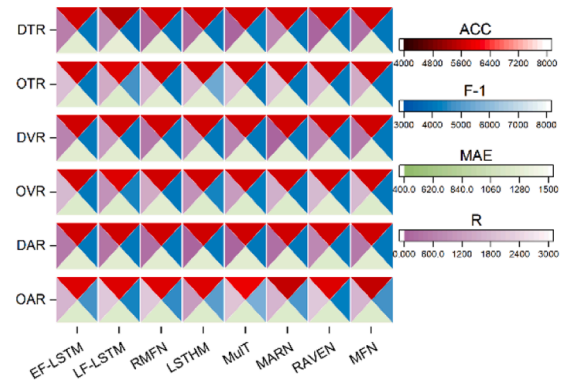 DTR
OTR
DVR
OVR
DAR
OAR
EF-LSTM
LF-LSTM
RMFN
LSTHM
MulT
MARN
RAVEN
MFN
ACC
4000 4800 5600 6400 7200 8000
F-1
3000 4000 5000 6000 7000 8000
MAE
400.0 620.0 840.0 1060 1280 1500
R
0.000 600.0 1200 1800 2400 3000